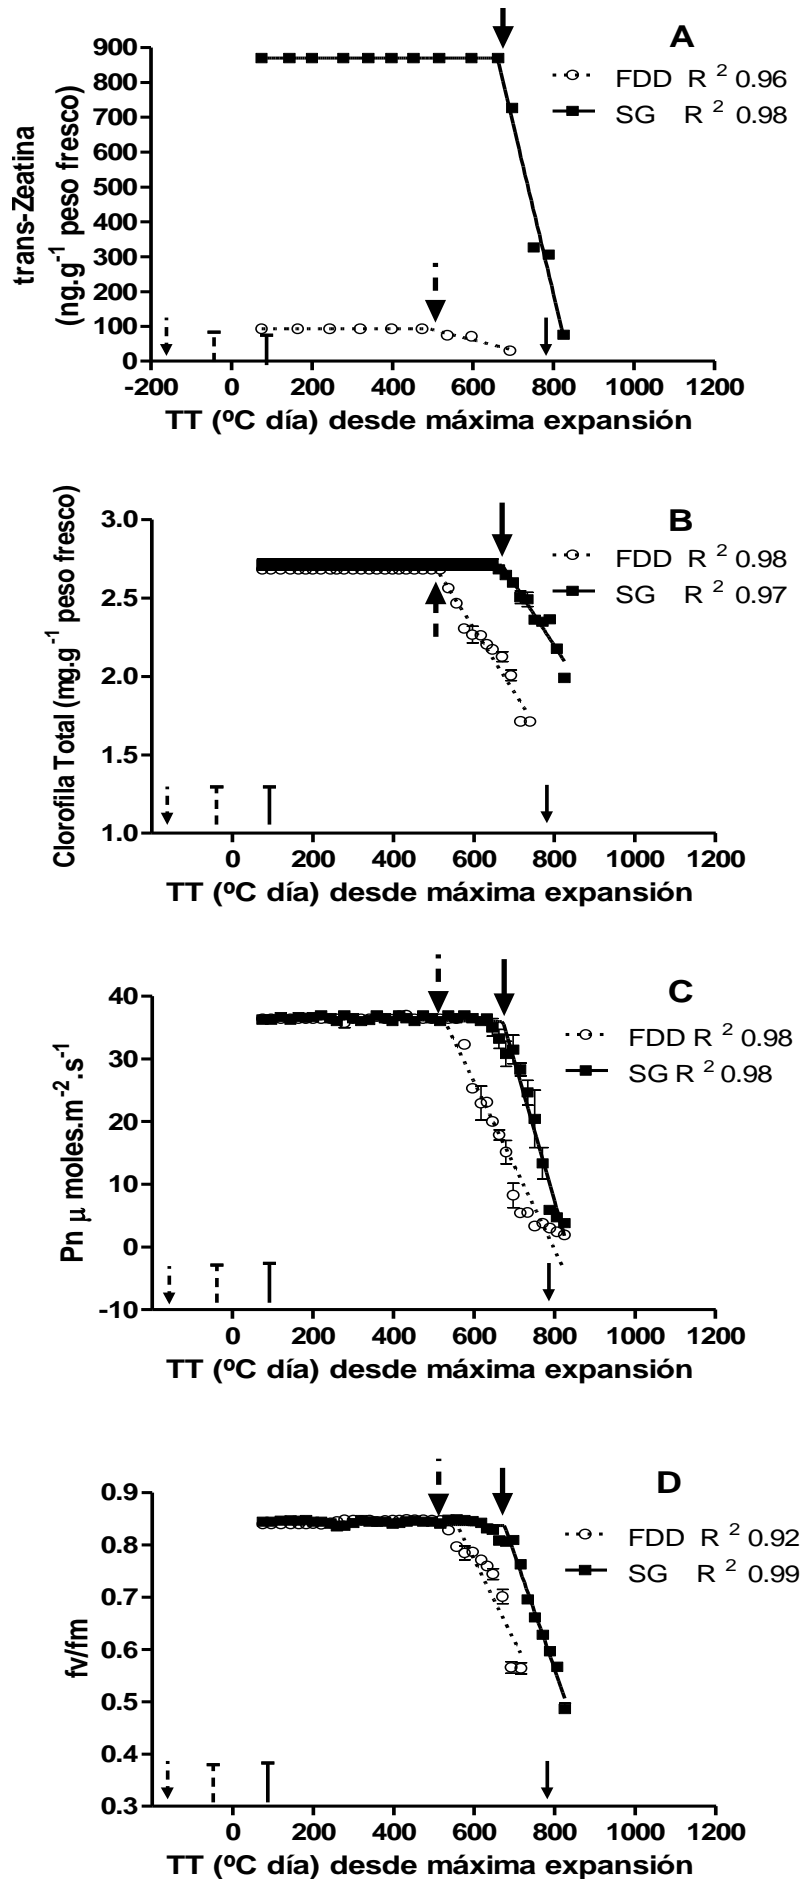 A
900
800
700
600
500
400
300
200
100
0
trans-Zeatina
(ng.g-1 peso fresco)
FDD R 2 0.96
SG R 2 0.98
-200 0 200 400 600 800 1000 1200
TT (ºC día) desde máxima expansión
B
3.0
2.5
2.0
1.5
1.0
Clorofila Total (mg.g-1 peso fresco)
FDD R 2 0.98
SG R 2 0.97
0 200 400 600 800 1000 1200
TT (ºC día) desde máxima expansión
C
40
30
20
10
0
-10
Pn μ moles.m-2.s-1
FDD R 2 0.98
SG R 2 0.98
0 200 400 600 800 1000 1200
TT (ºC día) desde máxima expansión
D
0.9
0.8
0.7
0.6
0.5
0.4
0.3
fv/fm
FDD R 2 0.92
SG R 2 0.99
0 200 400 600 800 1000 1200
TT (ºC día) desde máxima expansión